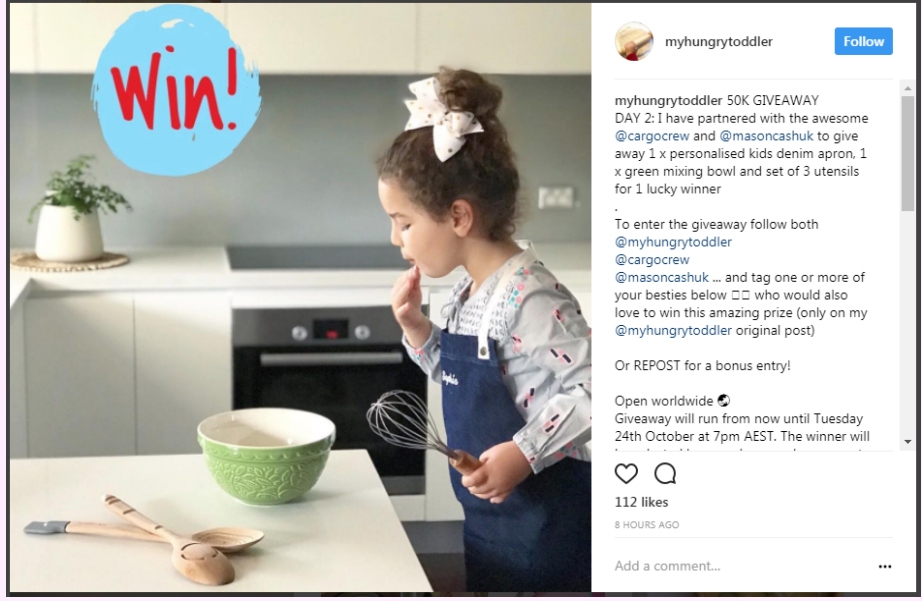 Win!
Sophia
myhungrytoddler
Follow
myhungrytoddler 50K GIVEAWAY
DAY 2: I have partnered with the awesome
@cargocrew and @masoncashuk to give
away 1 x personalised kids denim apron, 1
x green mixing bowl and set of 3 utensils
for 1 lucky winner
.
To enter the giveaway follow both
@myhungrytoddler
@cargocrew
@masoncashuk ... and tag one or more of
your besties below □□ who would also
love to win this amazing prize (only on my
@myhungrytoddler original post)
Or REPOST for a bonus entry!
Open worldwide 🌏
Giveaway will run from now until Tuesday
24th October at 7pm AEST. The winner will
112 likes
8 HOURS AGO
Add a comment...